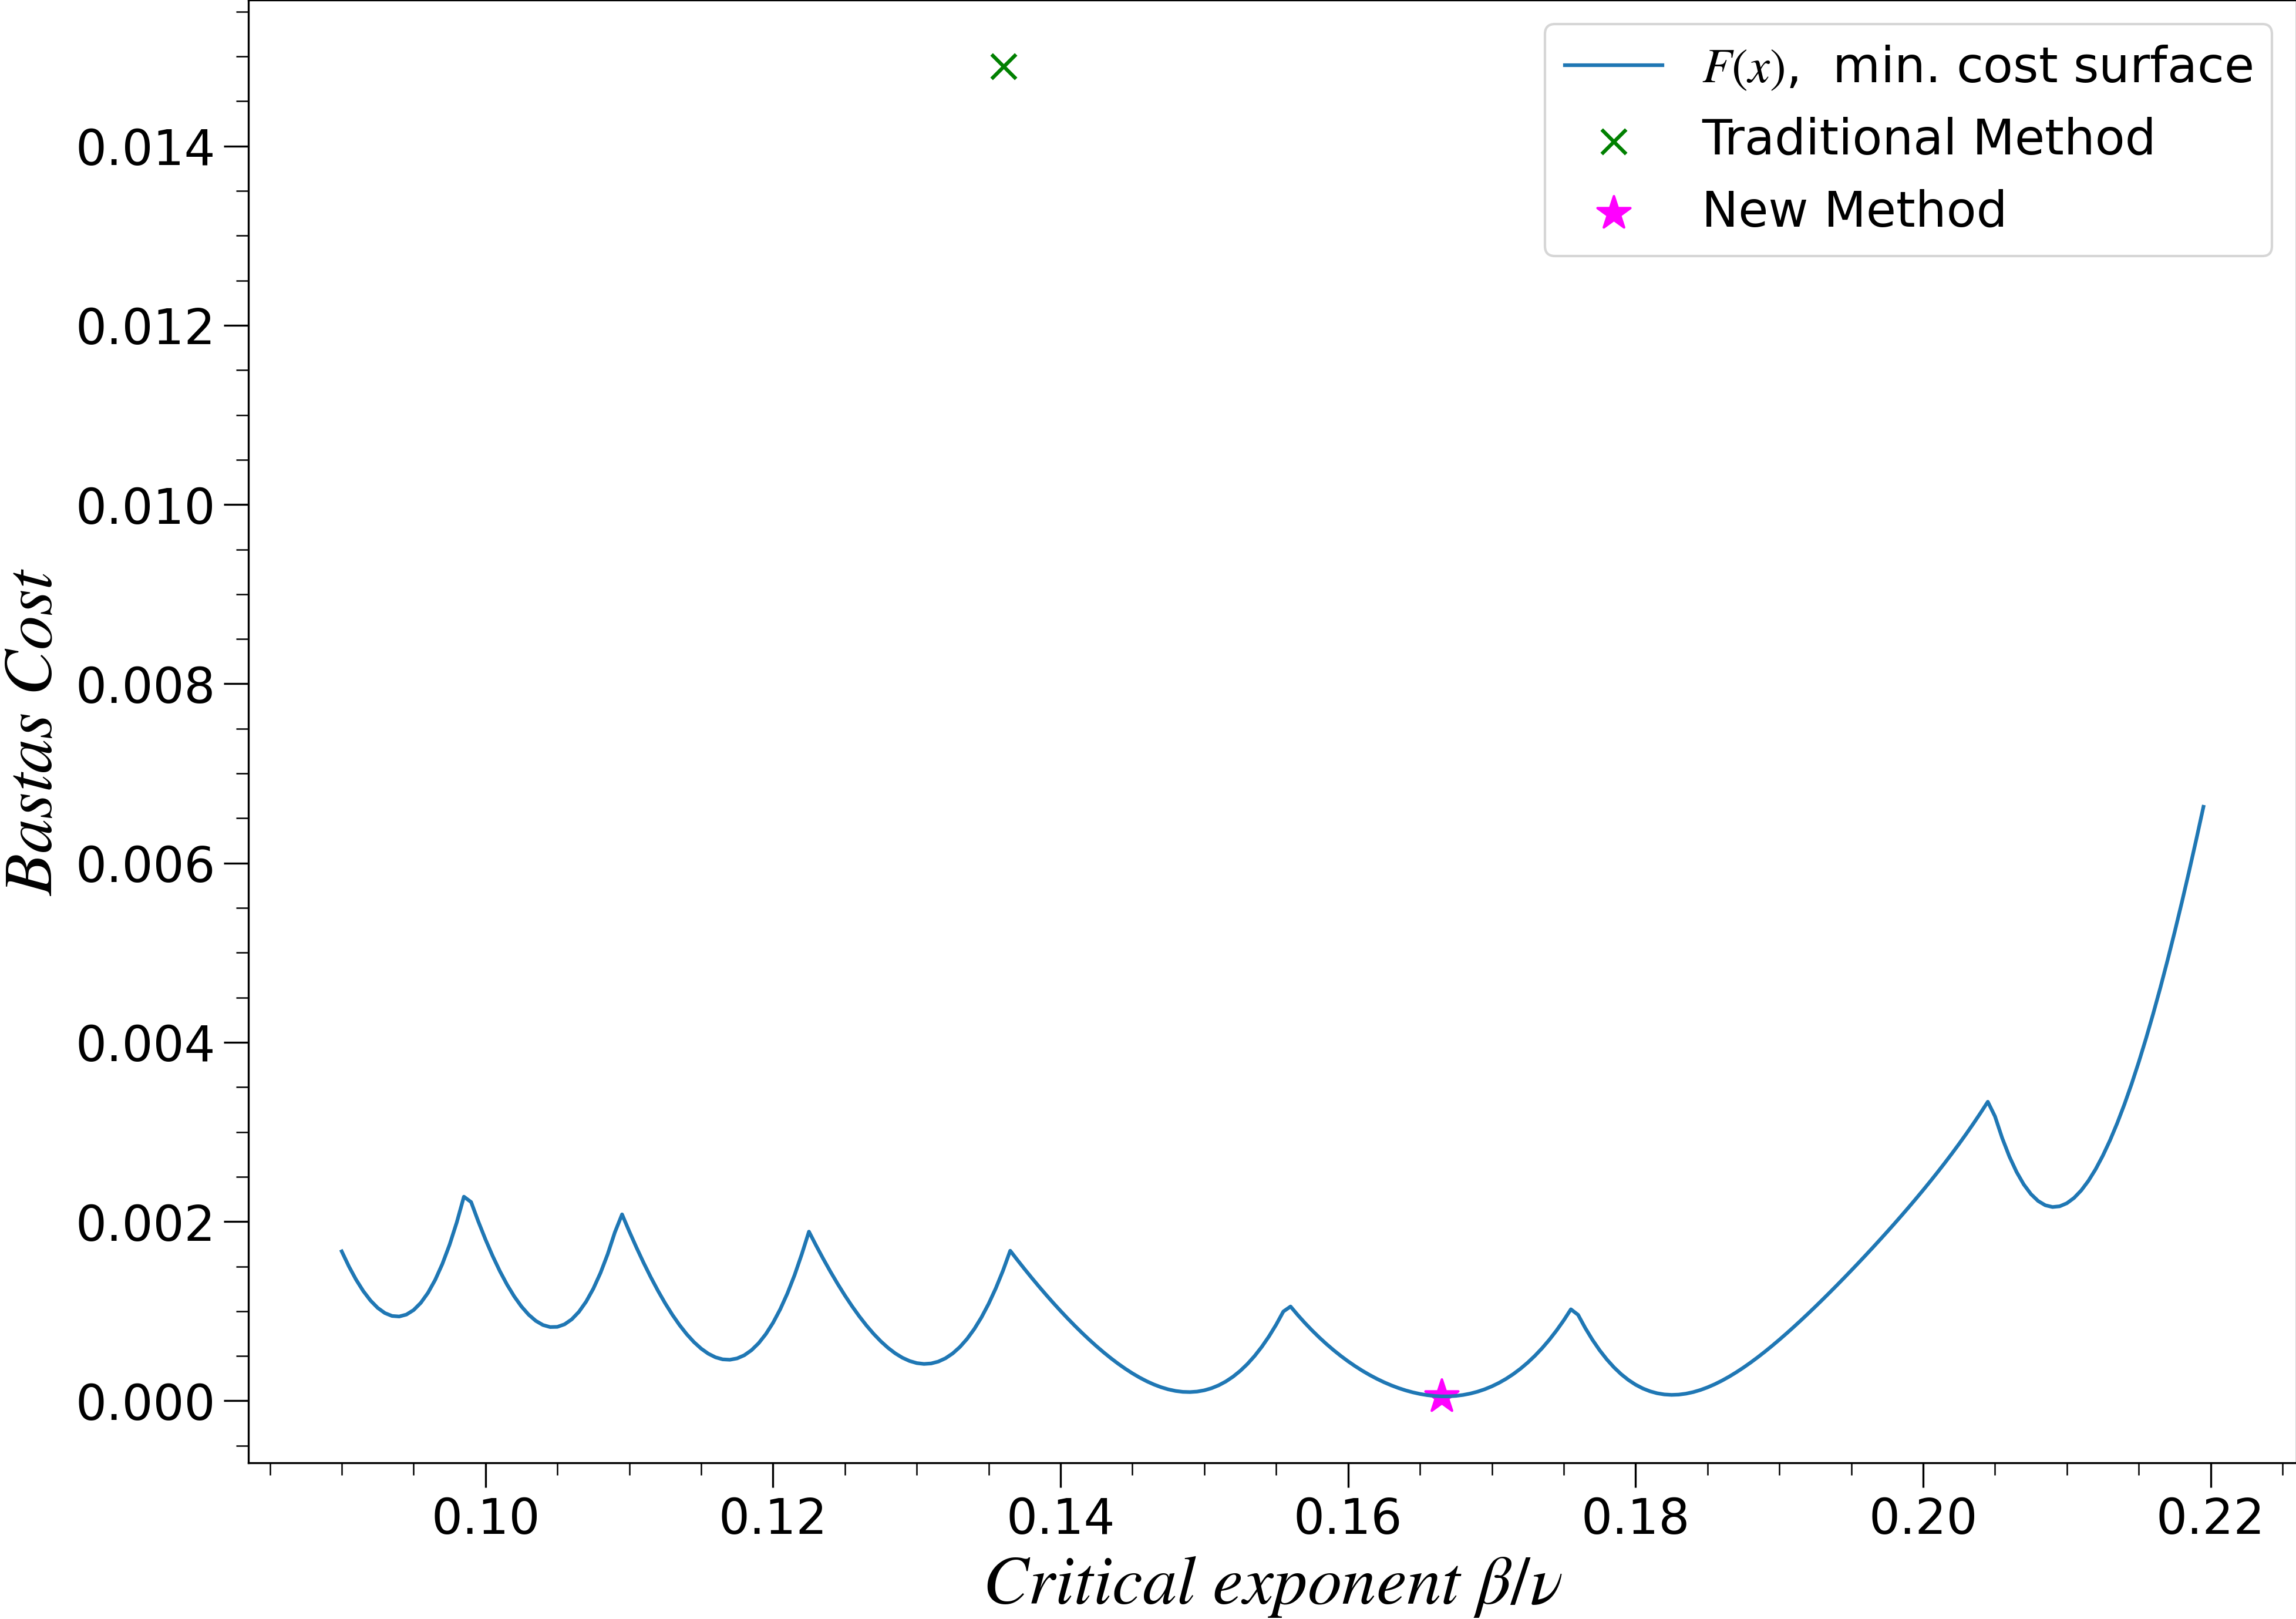 F(x), min. cost surface
Traditional Method
New Method
0.014
0.012
0.010
0.008
0.006
0.004
0.002
0.000
Bastas Cost
0.10 0.12 0.14 0.16 0.18 0.20 0.22
Critical exponent β/ν